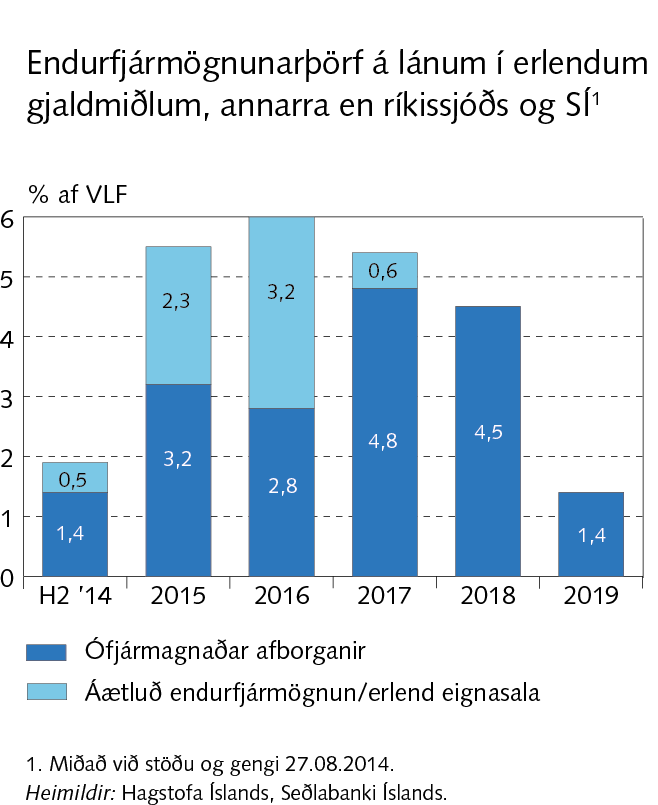 Endurfjármögnunarþörf á lánum í erlendum
gjaldmiðlum, annarra en ríkissjóðs og SÍ¹
% af VLF
6
5
4
3
2
1
0
0,5
1,4
2,3
3,2
3,2
2,8
0,6
4,8
4,5
1,4
H2 '14 2015 2016 2017 2018 2019
Ófjármagnaðar afborganir
Áætluð endurfjármögnun/erlend eignasala
1. Miðað við stöðu og gengi 27.08.2014.
Heimildir: Hagstofa Íslands, Seðlabanki Íslands.